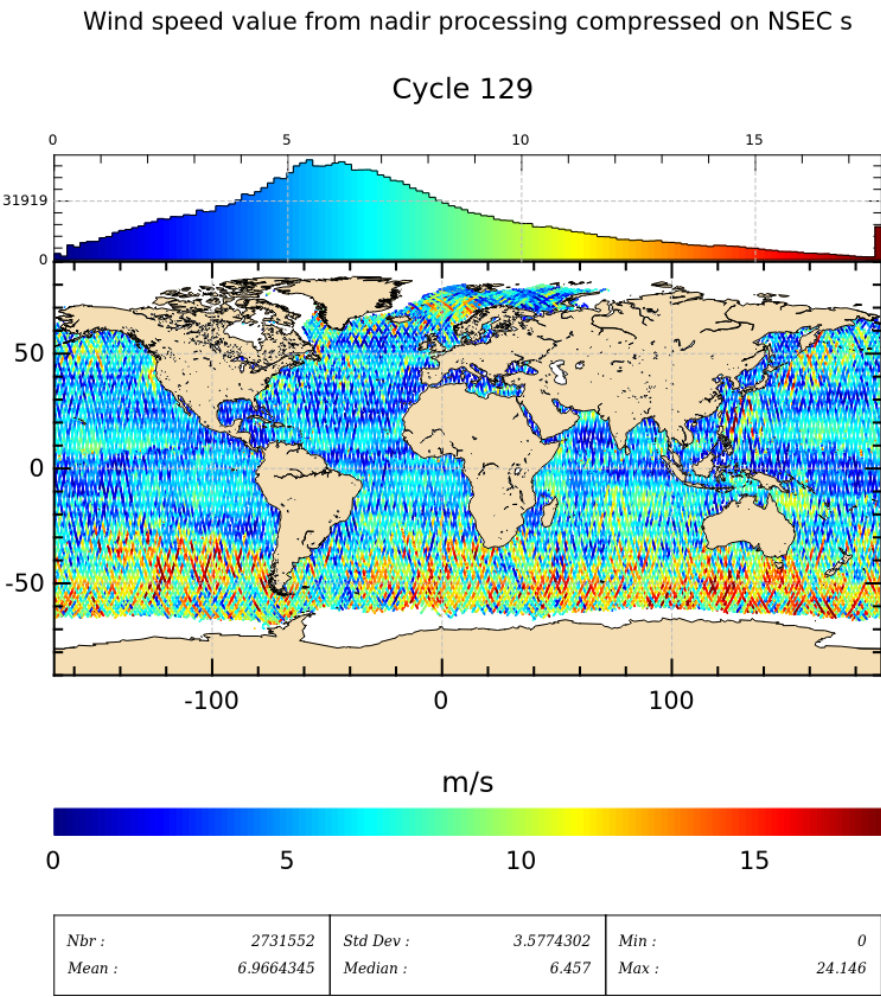 Wind speed value from nadir processing compressed on NSEC s
Cycle 129
0 5 10 15
31919
0
50
0
-50
-100 0 100
m/s
0 5 10 15
Nbr : 2731552 Std Dev : 3.5774302 Min : 0
Mean : 6.9664345 Median : 6.457 Max : 24.146